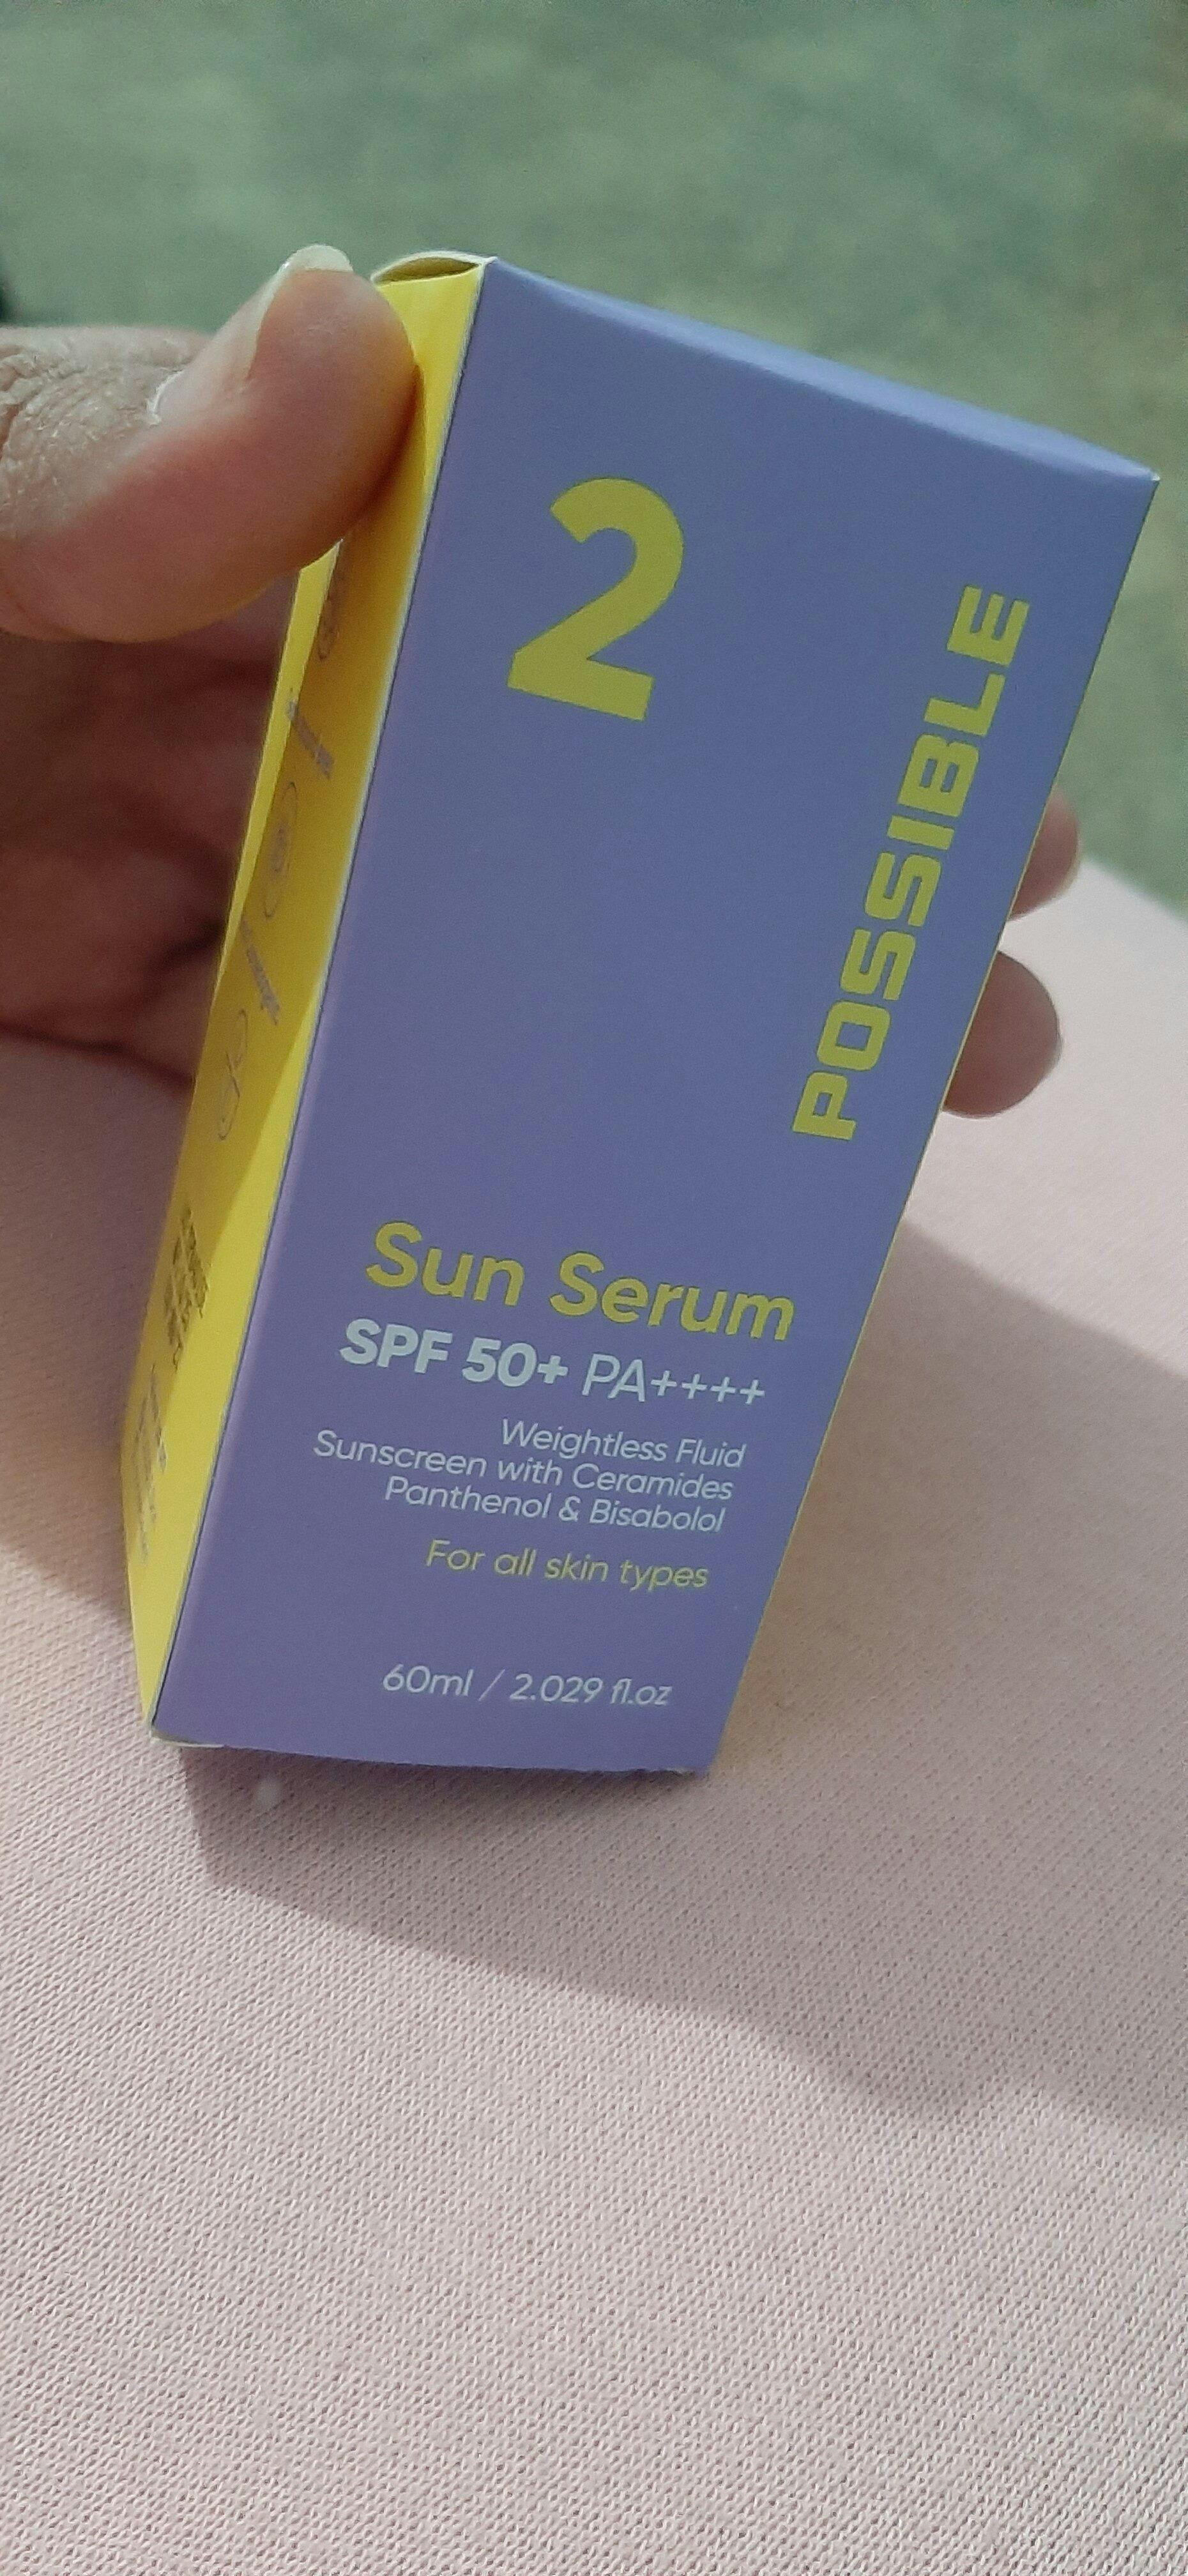 2
POSSIBLE
Sun Serum
SPF 50+ PA++++
Weightless Fluid
Sunscreen with Ceramides
Panthenol & Bisabolol
For all skin types
60ml / 2.029 fl.oz